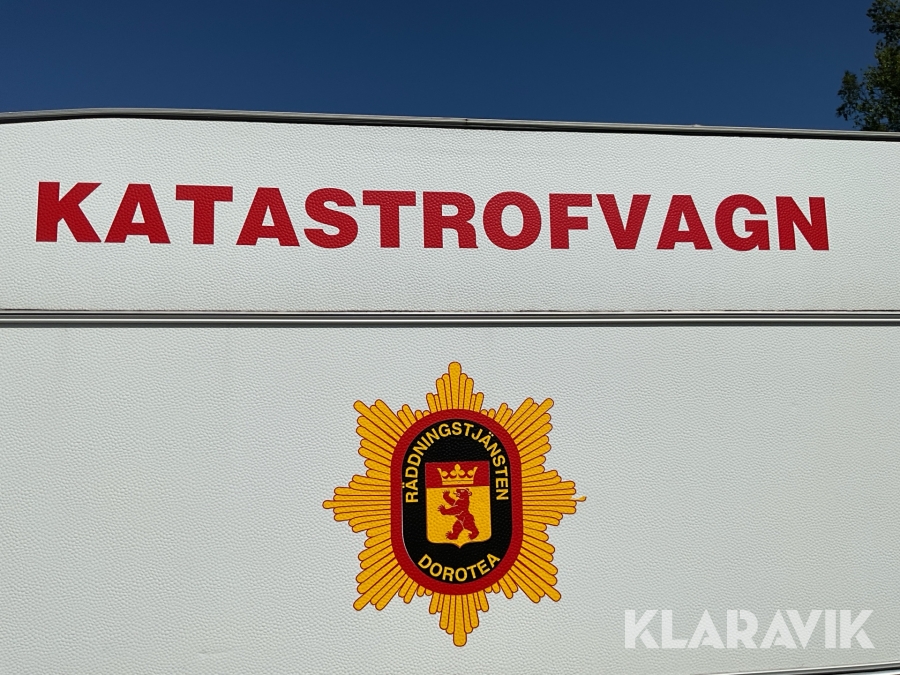 KATASTROFVAGN
RÄDDNINGSTJÄNSTEN
DOROTEA
KLARAVIK